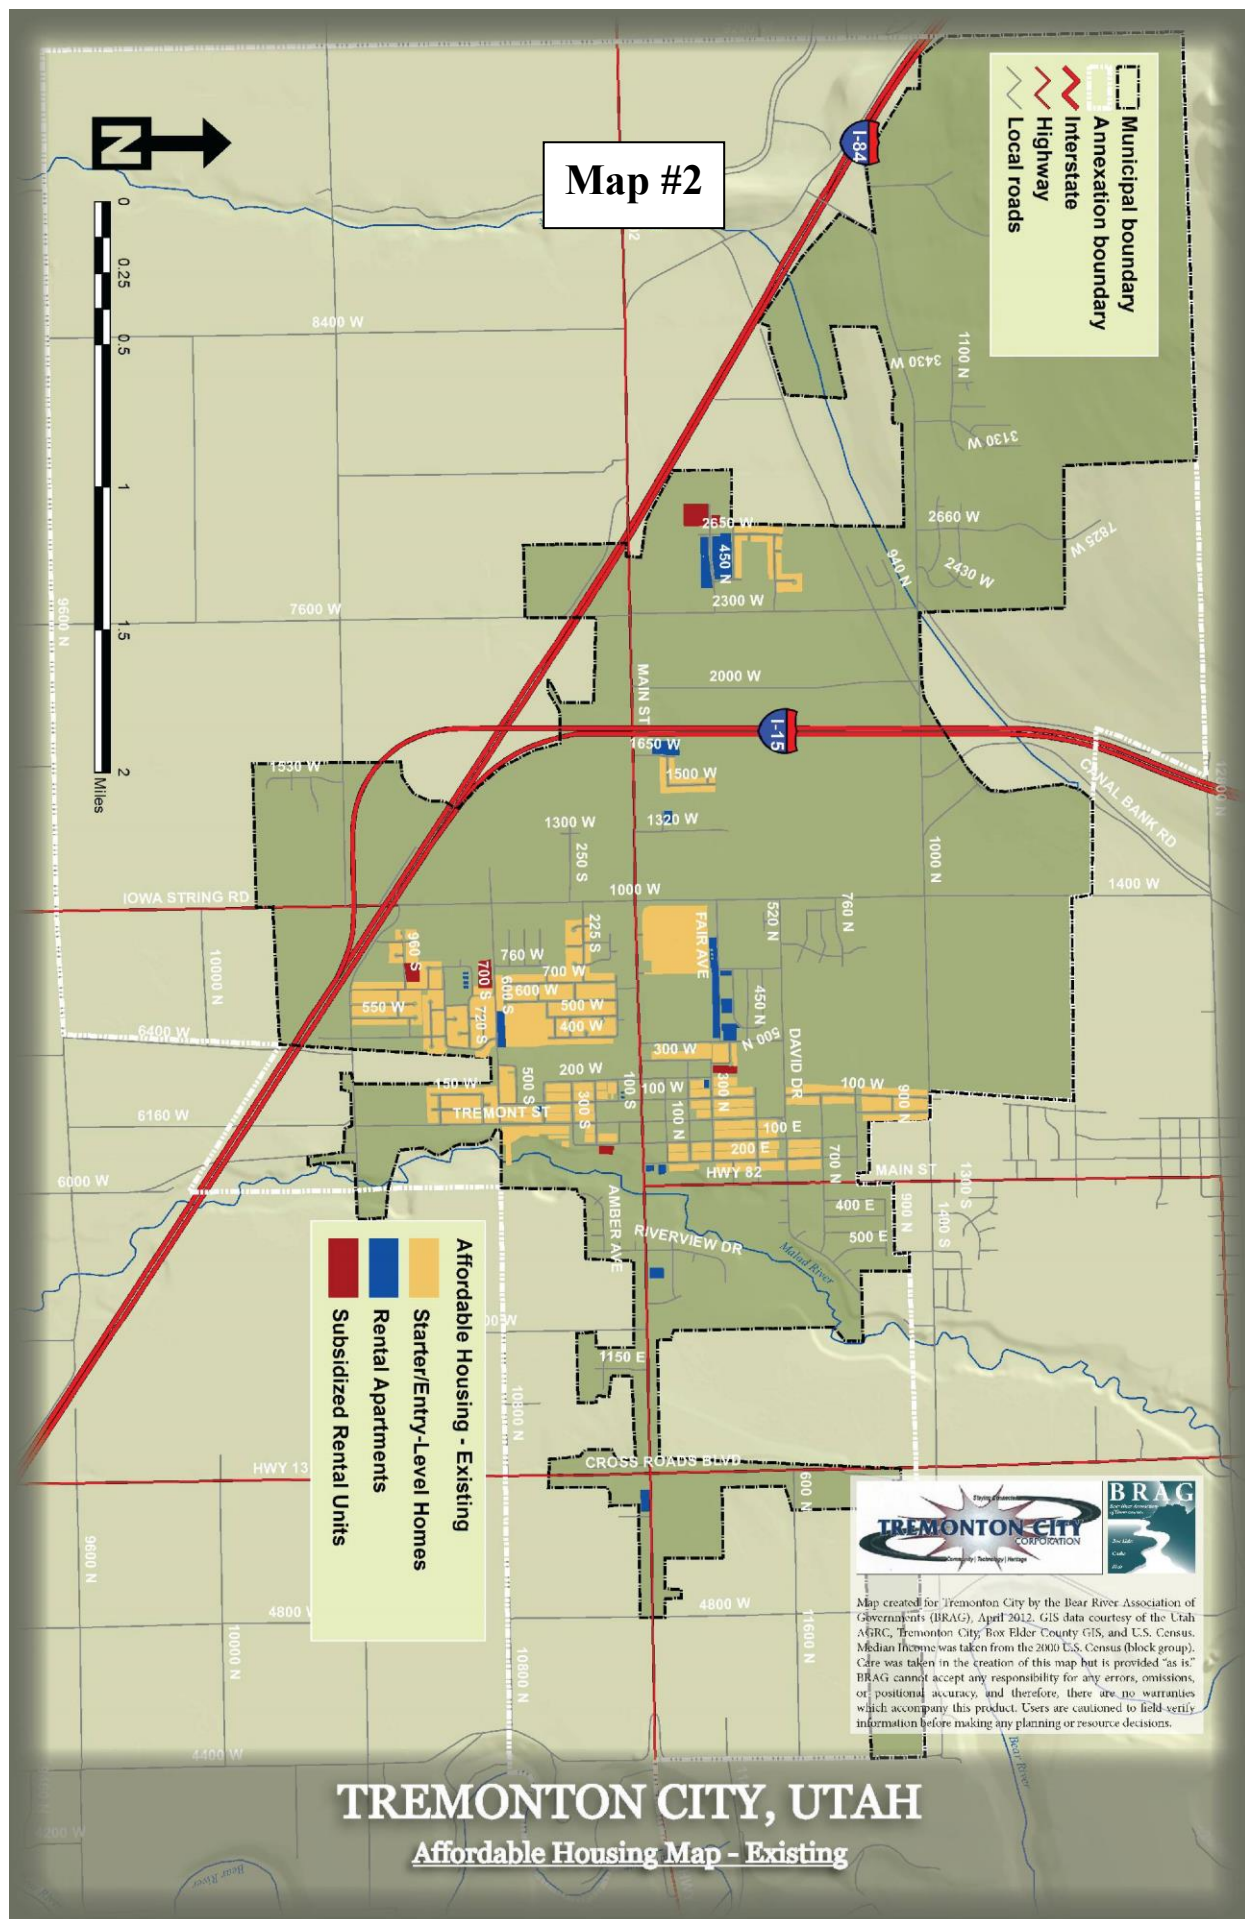 Municipal boundary
Annexation boundary
Interstate
Highway
Local roads
I-84
Map #2
N
0
0.25
0.5
1
1.5
2
Miles
8400 W
1100 N
3430 W
3130 W
2650 W
2660 W
7825 W
450 N
940 N
2430 W
2300 W
7600 W
9600 N
MAIN ST
2000 W
I-15
1650 W
1530 W
1500 W
CANAL BANK RD
1300 W
1320 W
250 S
1000 N
1400 W
IOWA STRING RD
1000 W
FAIR AVE
520 N
760 N
225 S
960 S
10000 N
760 W
700 W
700 S
600 S
600 W
500 W
550 W
720 S
400 W
450 N
500 N
DAVID DR
6400 W
300 W
200 W
500 S
150 W
100 S
100 W
300 N
100 W
900 N
6160 W
TREMONT ST
300 S
100 N
100 E
200 E
700 N
HWY 82
MAIN ST
1300 S
6000 W
AMBER AVE
400 E
900 N
1400 S
RIVERVIEW DR
500 E
Malad River
Affordable Housing - Existing
Starter/Entry-Level Homes
Rental Apartments
Subsidized Rental Units
1150 E
10800 N
HWY 13
CROSS ROADS BLVD
600 N
9600 N
10000 N
4800 W
11600 N
10800 N
4400 W
4200 W
Bear River
Bear River
TREMONTON CITY
CORPORATION
Community | Technology | Heritage
BRAG
Map created for Tremonton City by the Bear River Association of
Governments (BRAG), April 2012. GIS data courtesy of the Utah
AGRC, Tremonton City, Box Elder County GIS, and U.S. Census.
Median Income was taken from the 2000 U.S. Census (block group).
Care was taken in the creation of this map but is provided "as is."
BRAG cannot accept any responsibility for any errors, omissions,
or positional accuracy, and therefore, there are no warranties
which accompany this product. Users are cautioned to field verify
information before making any planning or resource decisions.
TREMONTON CITY, UTAH
Affordable Housing Map - Existing